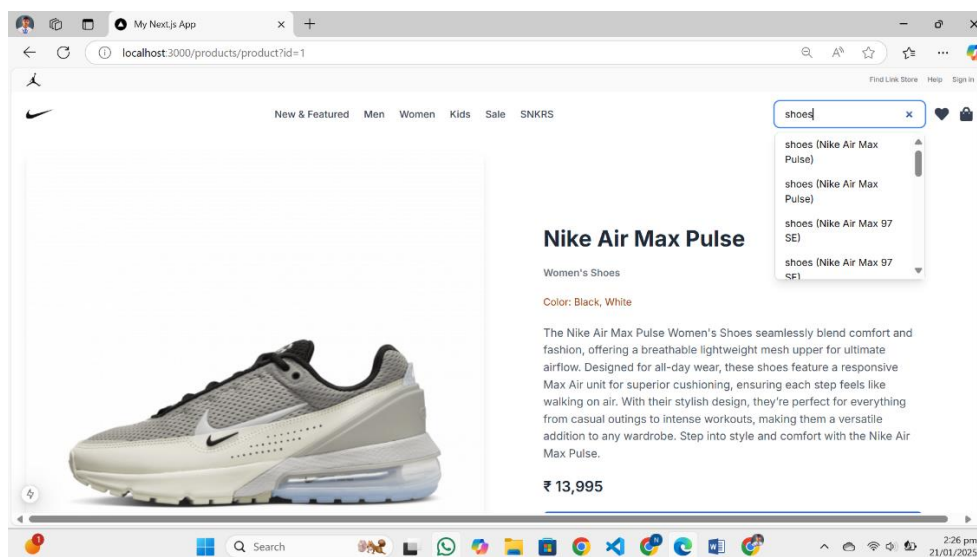 My Next.js App
localhost:3000/products/product?id=1
Find Link Store Help Sign in
New & Featured Men Women Kids Sale SNKRS
shoes
shoes (Nike Air Max
Pulse)
shoes (Nike Air Max
Pulse)
shoes (Nike Air Max 97
SE)
shoes (Nike Air Max 97
SE)
Nike Air Max Pulse
Women's Shoes
Color: Black, White
The Nike Air Max Pulse Women's Shoes seamlessly blend comfort and
fashion, offering a breathable lightweight mesh upper for ultimate
airflow. Designed for all-day wear, these shoes feature a responsive
Max Air unit for superior cushioning, ensuring each step feels like
walking on air. With their stylish design, they're perfect for everything
from casual outings to intense workouts, making them a versatile
addition to any wardrobe. Step into style and comfort with the Nike Air
Max Pulse.
₹ 13,995
1
Search
2:26 pm
21/01/2025